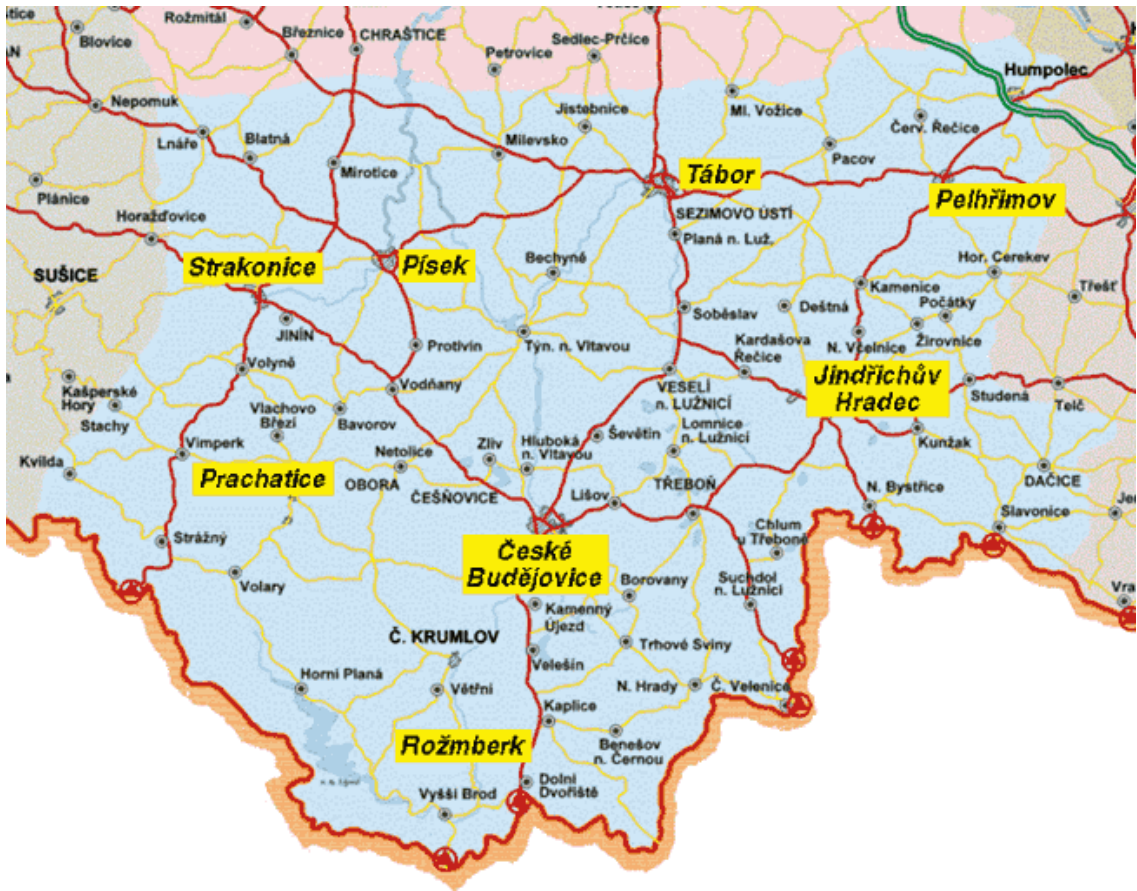 Rožmitál
Březnice
CHRAŠTICE
Blovice
Petrovice
Sedlec-Prčice
Humpolec
Nepomuk
Jistebnice
Ml. Vožice
Červ. Řečice
Lnáře
Blatná
Milevsko
Pacov
Mirotice
Tábor
Plánice
Pelhřimov
Horažďovice
SEZIMOVO ÚSTÍ
Planá n. Luž.
Strakonice
Písek
Bechyně
Hor. Cerekev
SUŠICE
Kamenice
Třešť
Počátky
Deštná
Soběslav
JINÍN
Protivín
Týn. n. Vltavou
Kardašova
Řečice
N. Včelnice
Žirovnice
Volyně
Jindřichův
Hradec
Kašperské
Hory
Vodňany
VESELÍ
n. LUŽNICÍ
Studená
Telč
Stachy
Vlachovo
Březí
Bavorov
Lomnice
n. Lužnicí
Ševětín
Kunžak
Vimperk
Netolice
Zliv
Hluboká
n. Vltavou
Kvilda
Prachatice
OBORA
ČEŠŇOVICE
Lišov
TŘEBOŇ
DAČICE
N. Bystřice
Slavonice
Strážný
České
Budějovice
Chlum
u Třeboně
Volary
Borovany
Suchdol
n. Lužnicí
Kamenný
Újezd
Č. KRUMLOV
Trhové Sviny
Velešín
Horní Planá
Větřní
N. Hrady
Č. Velenice
Kaplice
Rožmberk
Benešov
n. Černou
Dolní
Dvořiště
Vyšší Brod